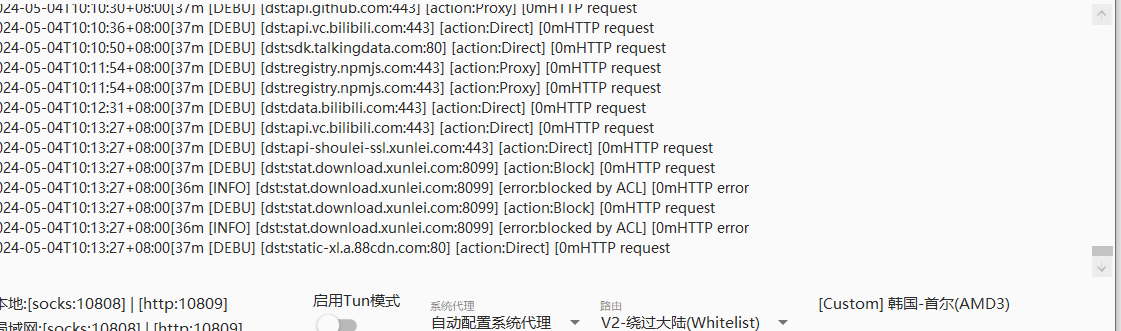 024-05-04T10:10:30+08:00[37m [DEBU] [dst:api.github.com:443] [action:Proxy] [0mHTTP request
024-05-04T10:10:36+08:00[37m [DEBU] [dst:api.vc.bilibili.com:443] [action:Direct] [0mHTTP request
024-05-04T10:10:50+08:00[37m [DEBU] [dst:sdk.talkingdata.com:80] [action:Direct] [0mHTTP request
024-05-04T10:11:54+08:00[37m [DEBU] [dst:registry.npmjs.com:443] [action:Proxy] [0mHTTP request
024-05-04T10:11:54+08:00[37m [DEBU] [dst:registry.npmjs.com:443] [action:Proxy] [0mHTTP request
024-05-04T10:12:31+08:00[37m [DEBU] [dst:data.bilibili.com:443] [action:Direct] [0mHTTP request
024-05-04T10:13:27+08:00[37m [DEBU] [dst:api.vc.bilibili.com:443] [action:Direct] [0mHTTP request
024-05-04T10:13:27+08:00[37m [DEBU] [dst:api-shoulei-ssl.xunlei.com:443] [action:Direct] [0mHTTP request
024-05-04T10:13:27+08:00[37m [DEBU] [dst:stat.download.xunlei.com:8099] [action:Block] [0mHTTP request
024-05-04T10:13:27+08:00[36m [INFO] [dst:stat.download.xunlei.com:8099] [error:blocked by ACL] [0mHTTP error
024-05-04T10:13:27+08:00[37m [DEBU] [dst:stat.download.xunlei.com:8099] [action:Block] [0mHTTP request
024-05-04T10:13:27+08:00[36m [INFO] [dst:stat.download.xunlei.com:8099] [error:blocked by ACL] [0mHTTP error
024-05-04T10:13:27+08:00[37m [DEBU] [dst:static-xl.a.88cdn.com:80] [action:Direct] [0mHTTP request
本地:[socks:10808] | [http:10809]
局域网:[socks:10808] | [http:10809]
启用Tun模式
系统代理
自动配置系统代理
路由
V2-绕过大陆(Whitelist)
[Custom] 韩国-首尔(AMD3)